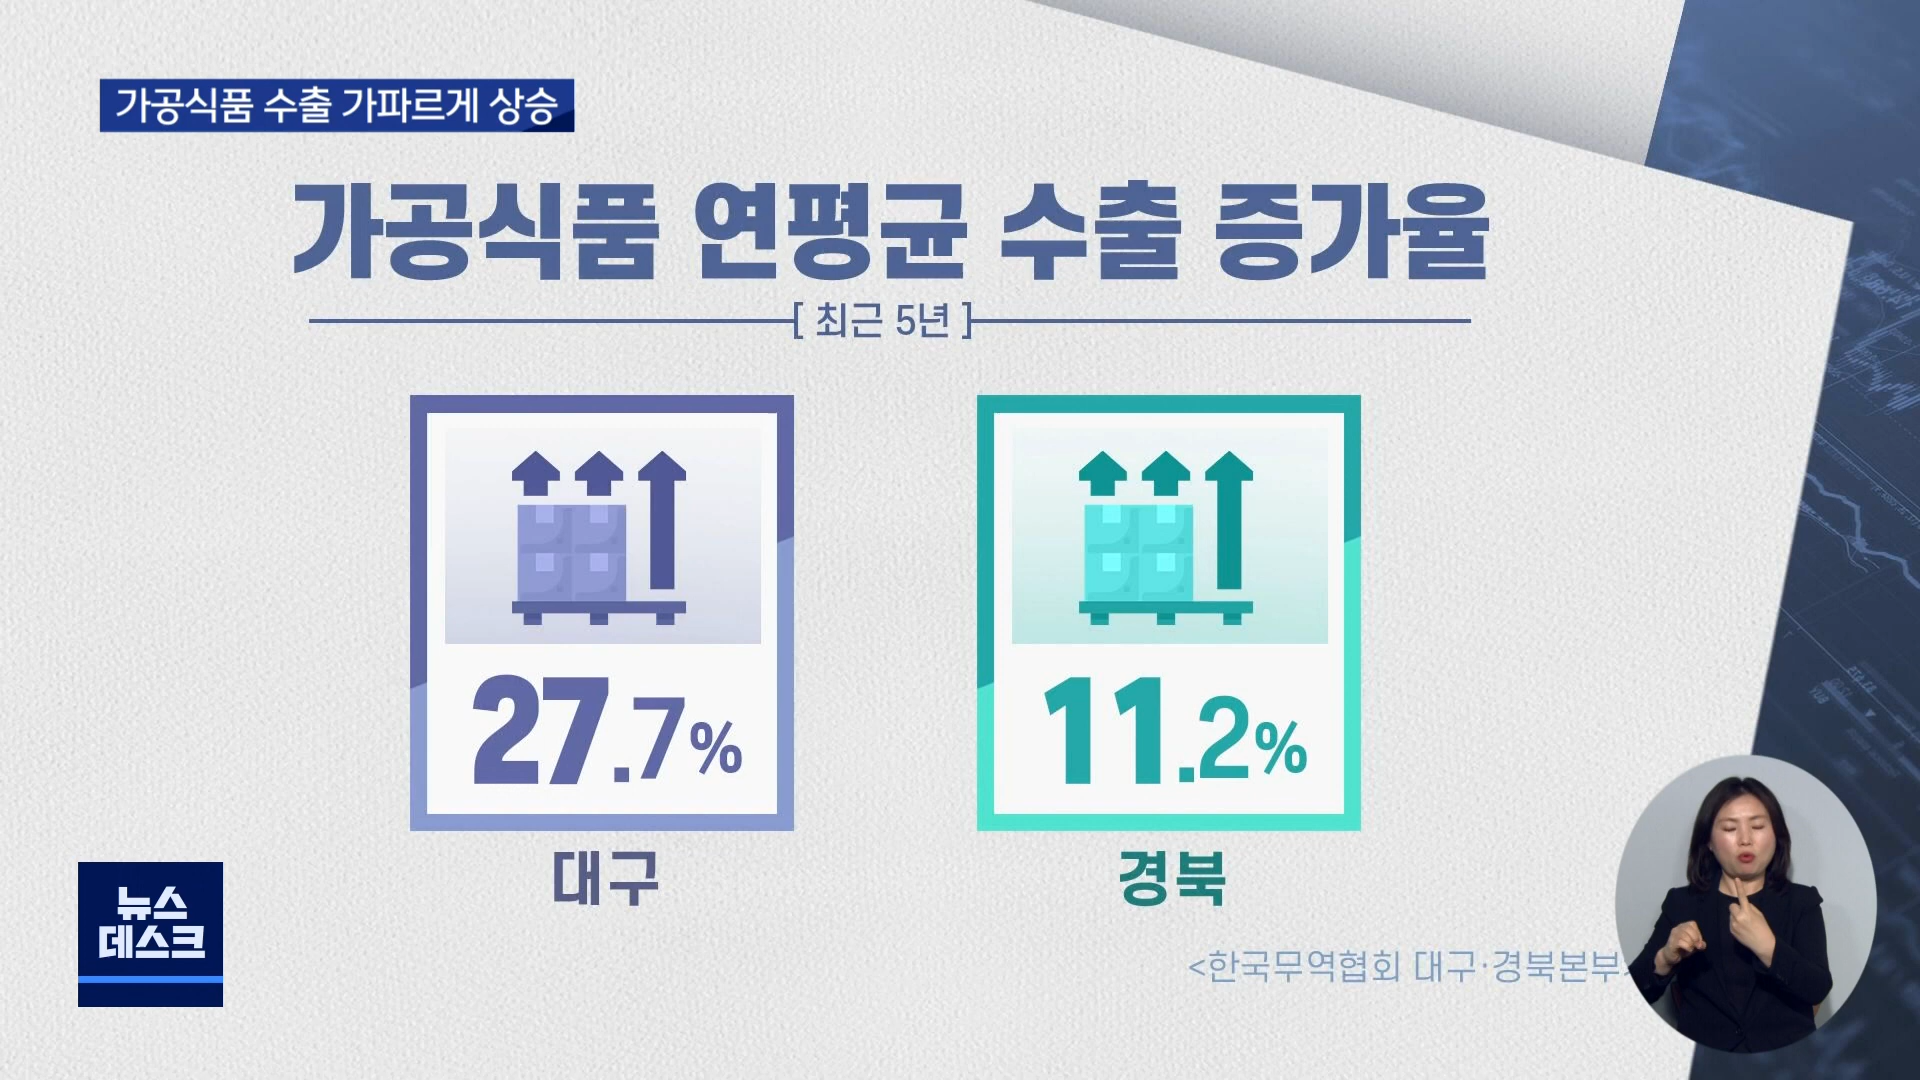 가공식품 수출 가파르게 상승
가공식품 연평균 수출 증가율
[ 최근 5년 ]
27.7%
11.2%
대구
경북
<한국무역협회 대구·경북본부>
뉴스
데스크